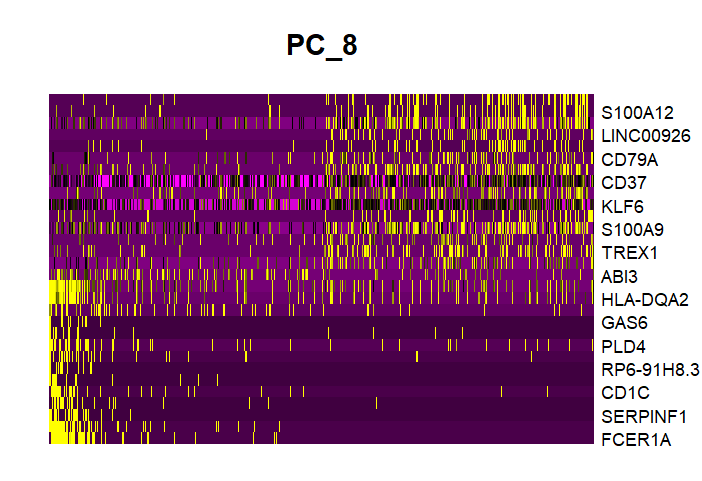 PC_8
S100A12
LINC00926
CD79A
CD37
KLF6
S100A9
TREX1
ABI3
HLA-DQA2
GAS6
PLD4
RP6-91H8.3
CD1C
SERPINF1
FCER1A